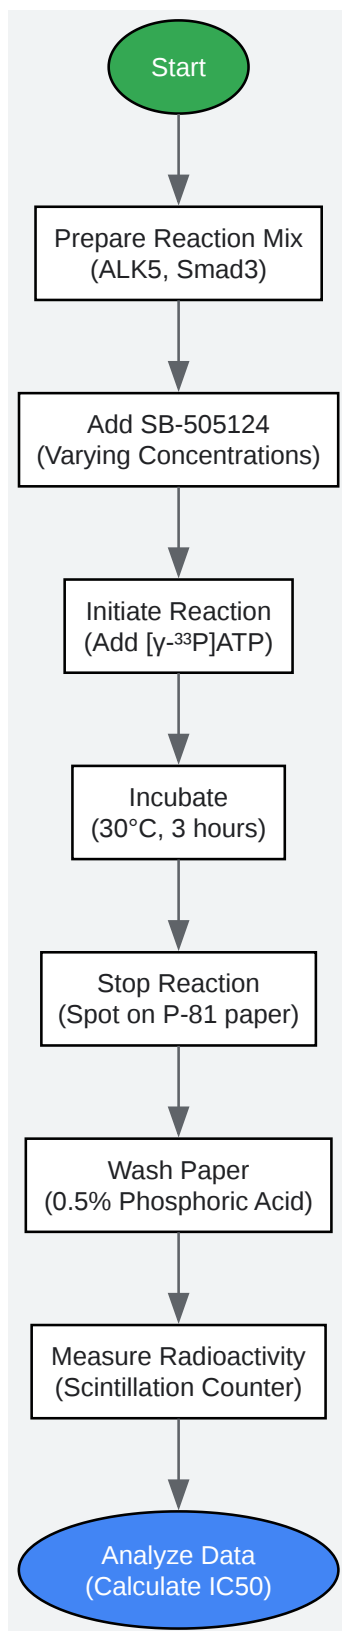 Start
Prepare Reaction Mix
(ALK5, Smad3)
Add SB-505124
(Varying Concentrations)
Initiate Reaction
(Add [γ-³³P]ATP)
Incubate
(30°C, 3 hours)
Stop Reaction
(Spot on P-81 paper)
Wash Paper
(0.5% Phosphoric Acid)
Measure Radioactivity
(Scintillation Counter)
Analyze Data
(Calculate IC50)